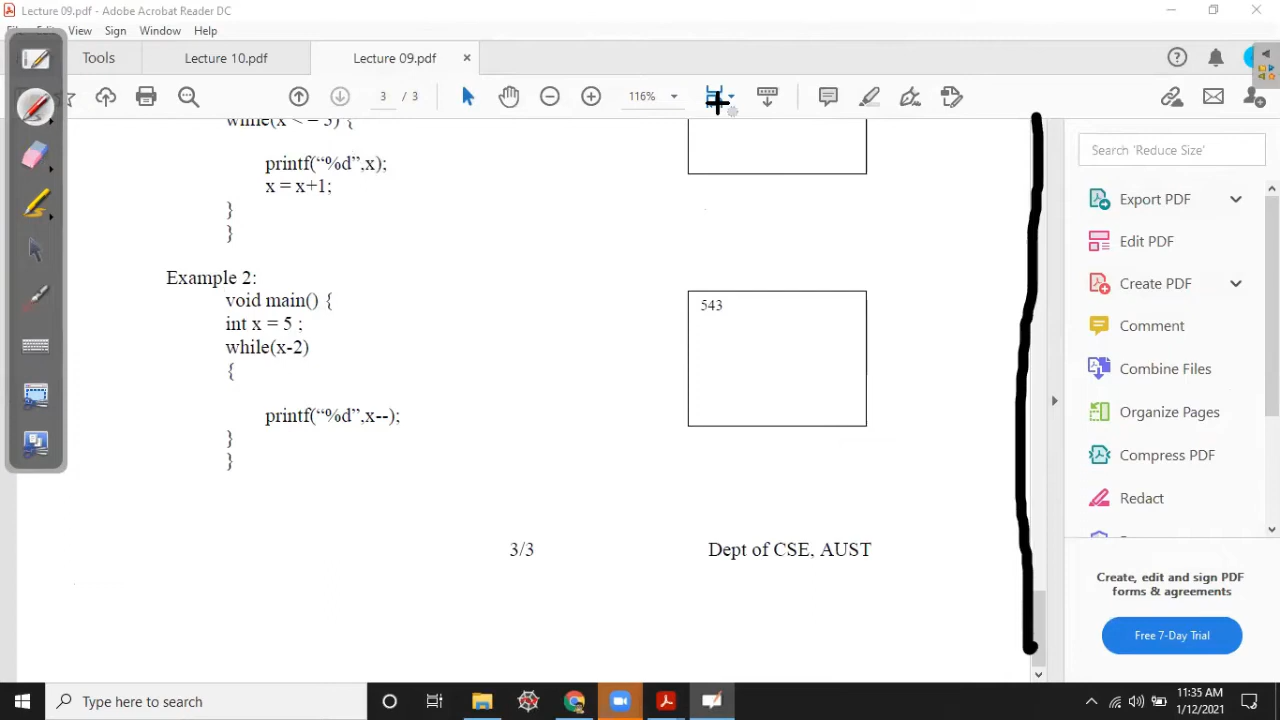 Lecture 09.pdf - Adobe Acrobat Reader DC
View Sign Window Help
Tools Lecture 10.pdf Lecture 09.pdf
3 / 3 116%
while(x < = 5) {
printf(“%d”,x);
x = x+1;
}
}
Example 2:
void main() {
int x = 5 ;
while(x-2)
{
printf(“%d”,x--);
}
}
543
3/3 Dept of CSE, AUST
Search 'Reduce Size'
Export PDF
Edit PDF
Create PDF
Comment
Combine Files
Organize Pages
Compress PDF
Redact
Create, edit and sign PDF
forms & agreements
Free 7-Day Trial
Type here to search
11:35 AM
1/12/2021